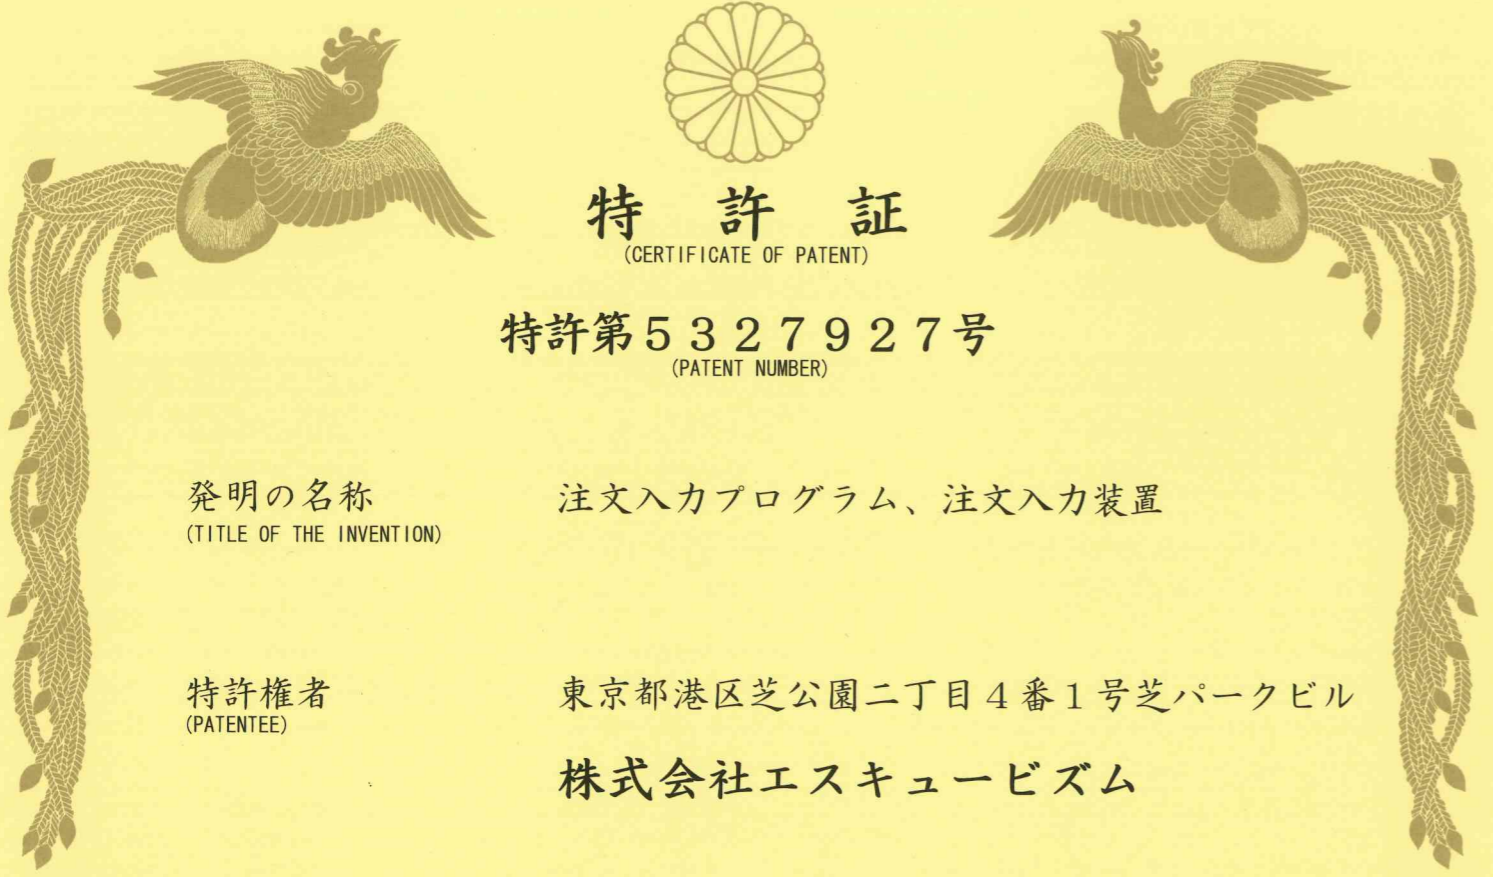 特許証
(CERTIFICATE OF PATENT)
特許第5327927号
(PATENT NUMBER)
発明の名称 注文入力プログラム、注文入力装置
(TITLE OF THE INVENTION)
特許権者 東京都港区芝公園二丁目4番1号芝パークビル
(PATENTEE)
株式会社エスキュービズム